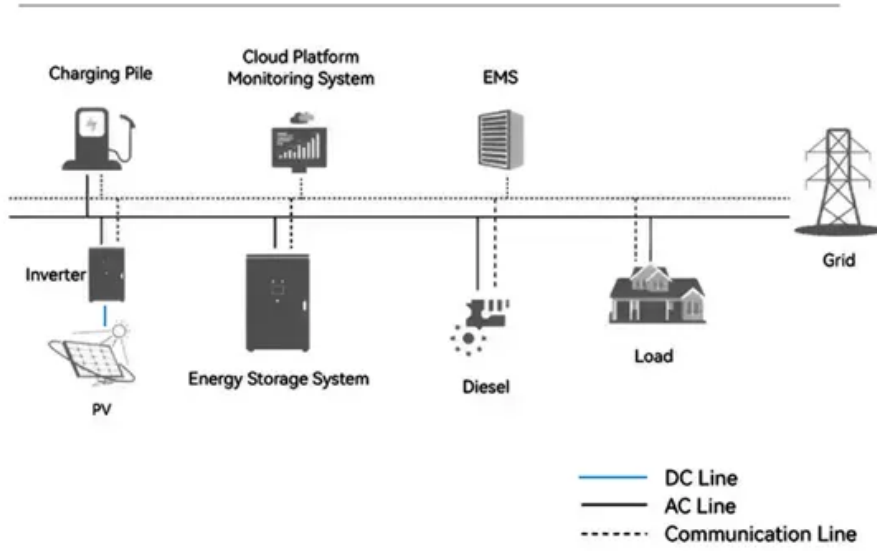 Charging Pile
Cloud Platform
Monitoring System
EMS
Grid
Inverter
Energy Storage System
Diesel
Load
PV
DC Line
AC Line
Communication Line